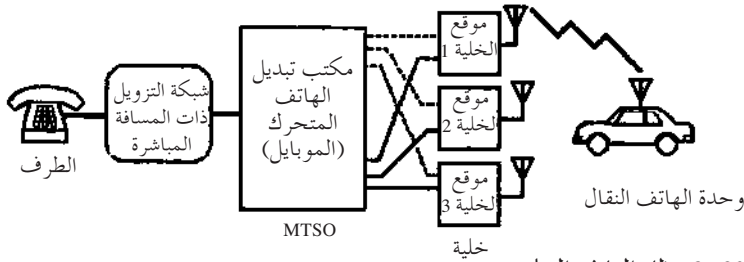 موقع
الخلية 1
مكتب تبديل
الهاتف
المتحرك
(الموبايل)
شبكة التزويل
ذات المسافة
المباشرة
موقع
الخلية 2
الطرف
موقع
الخلية 3
وحدة الهاتف النقال
MTSO
خلية